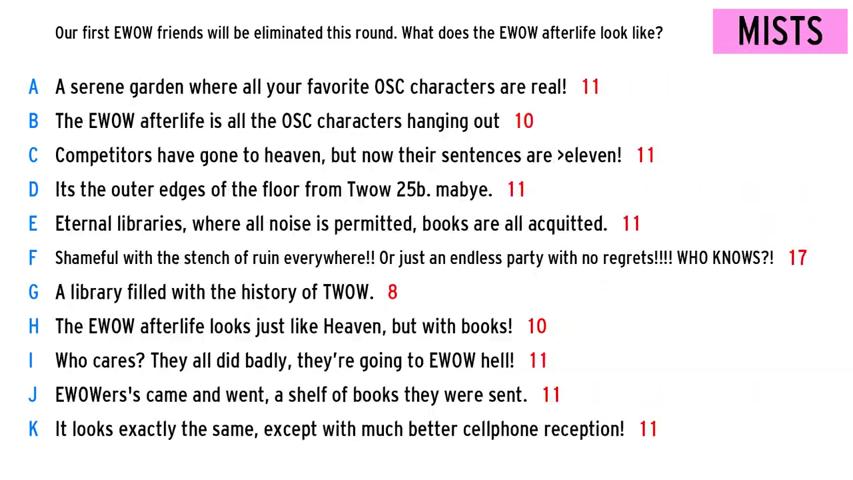 Our first EWOW friends will be eliminated this round. What does the EWOW afterlife look like?
MISTS
A A serene garden where all your favorite OSC characters are real! 11
B The EWOW afterlife is all the OSC characters hanging out 10
C Competitors have gone to heaven, but now their sentences are >eleven! 11
D Its the outer edges of the floor from Twow 25b. mabye. 11
E Eternal libraries, where all noise is permitted, books are all acquitted. 11
F Shameful with the stench of ruin everywhere!! Or just an endless party with no regrets!!!! WHO KNOWS?! 17
G A library filled with the history of TWOW. 8
H The EWOW afterlife looks just like Heaven, but with books! 10
I Who cares? They all did badly, they're going to EWOW hell! 11
J EWOWers's came and went, a shelf of books they were sent. 11
K It looks exactly the same, except with much better cellphone reception! 11